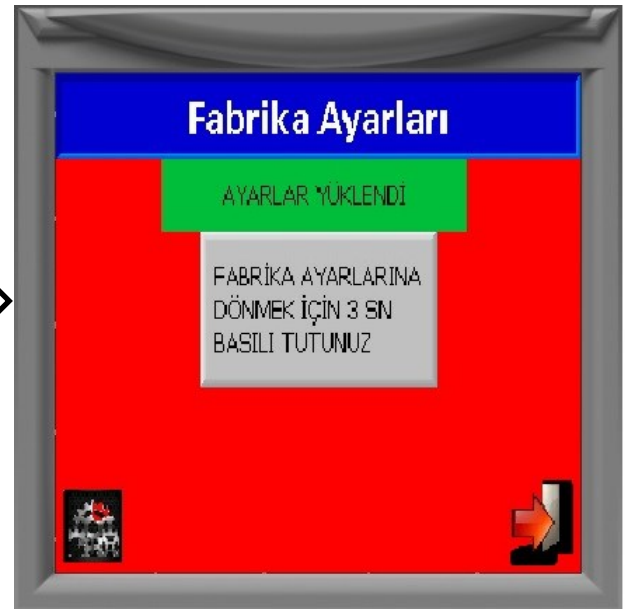 Fabrika Ayarları
AYARLAR YÜKLENDİ
FABRİKA AYARLARINA
DÖNMEK İÇİN 3 SN
BASILI TUTUNUZ